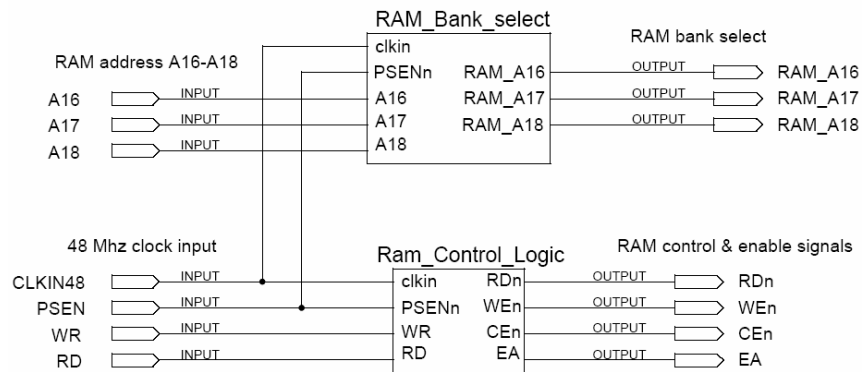 RAM_Bank_select
RAM address A16-A18
RAM bank select
clkin
PSENn
A16
A17
A18
RAM_A16
RAM_A17
RAM_A18
A16 INPUT
A17 INPUT
A18 INPUT
OUTPUT RAM_A16
OUTPUT RAM_A17
OUTPUT RAM_A18
48 Mhz clock input
Ram_Control_Logic
RAM control & enable signals
CLKIN48 INPUT
PSEN INPUT
WR INPUT
RD INPUT
clkin
PSENn
WR
RD
RDn
WEn
CEn
EA
OUTPUT RDn
OUTPUT WEn
OUTPUT CEn
OUTPUT EA